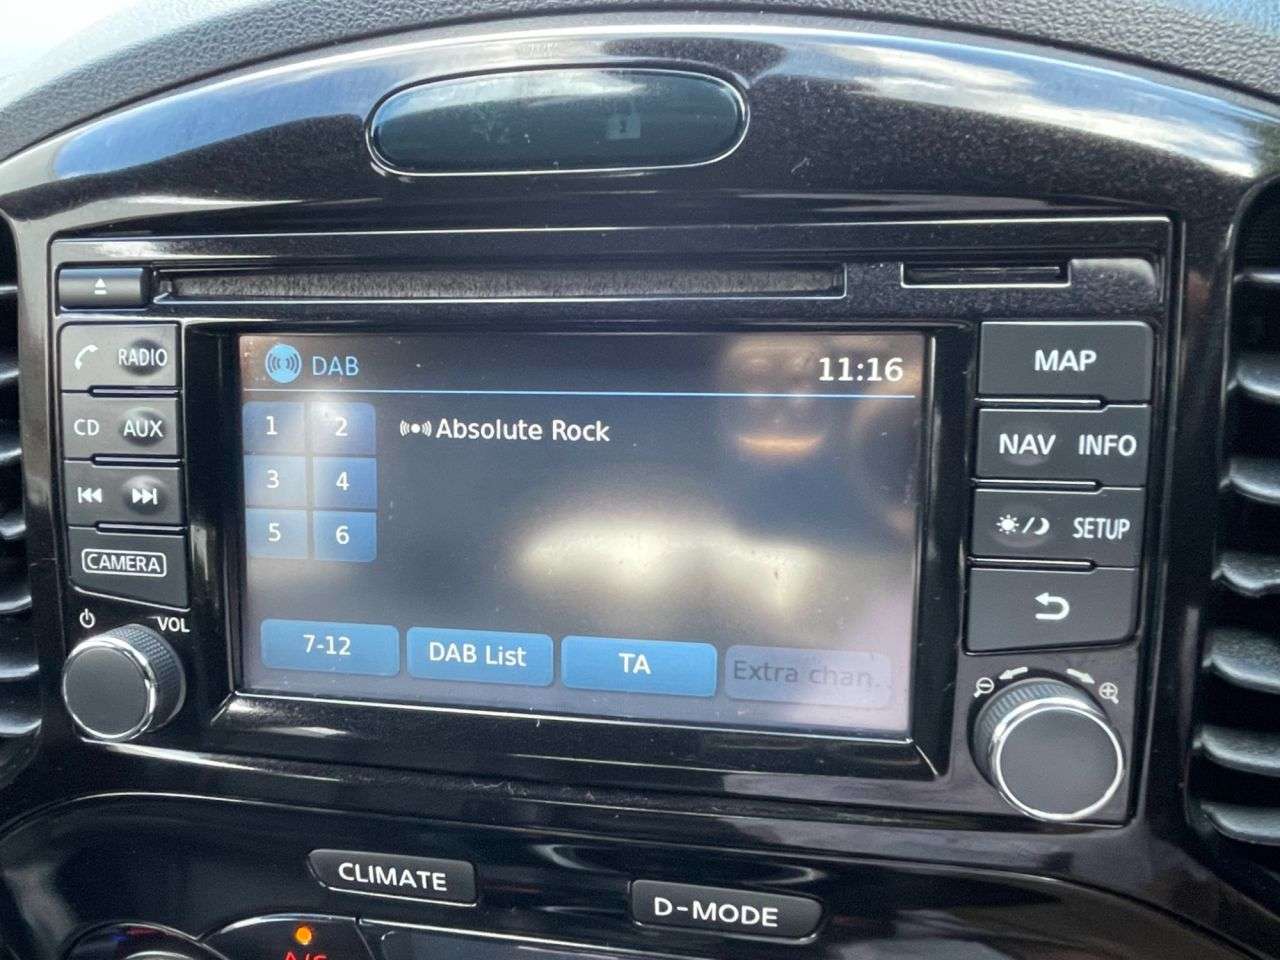 RADIO
CD AUX
CAMERA
VOL
DAB 11:16
1 2 Absolute Rock
3 4
5 6
7-12 DAB List TA Extra chan..
MAP
NAV INFO
SETUP
CLIMATE
D-MODE
A/C